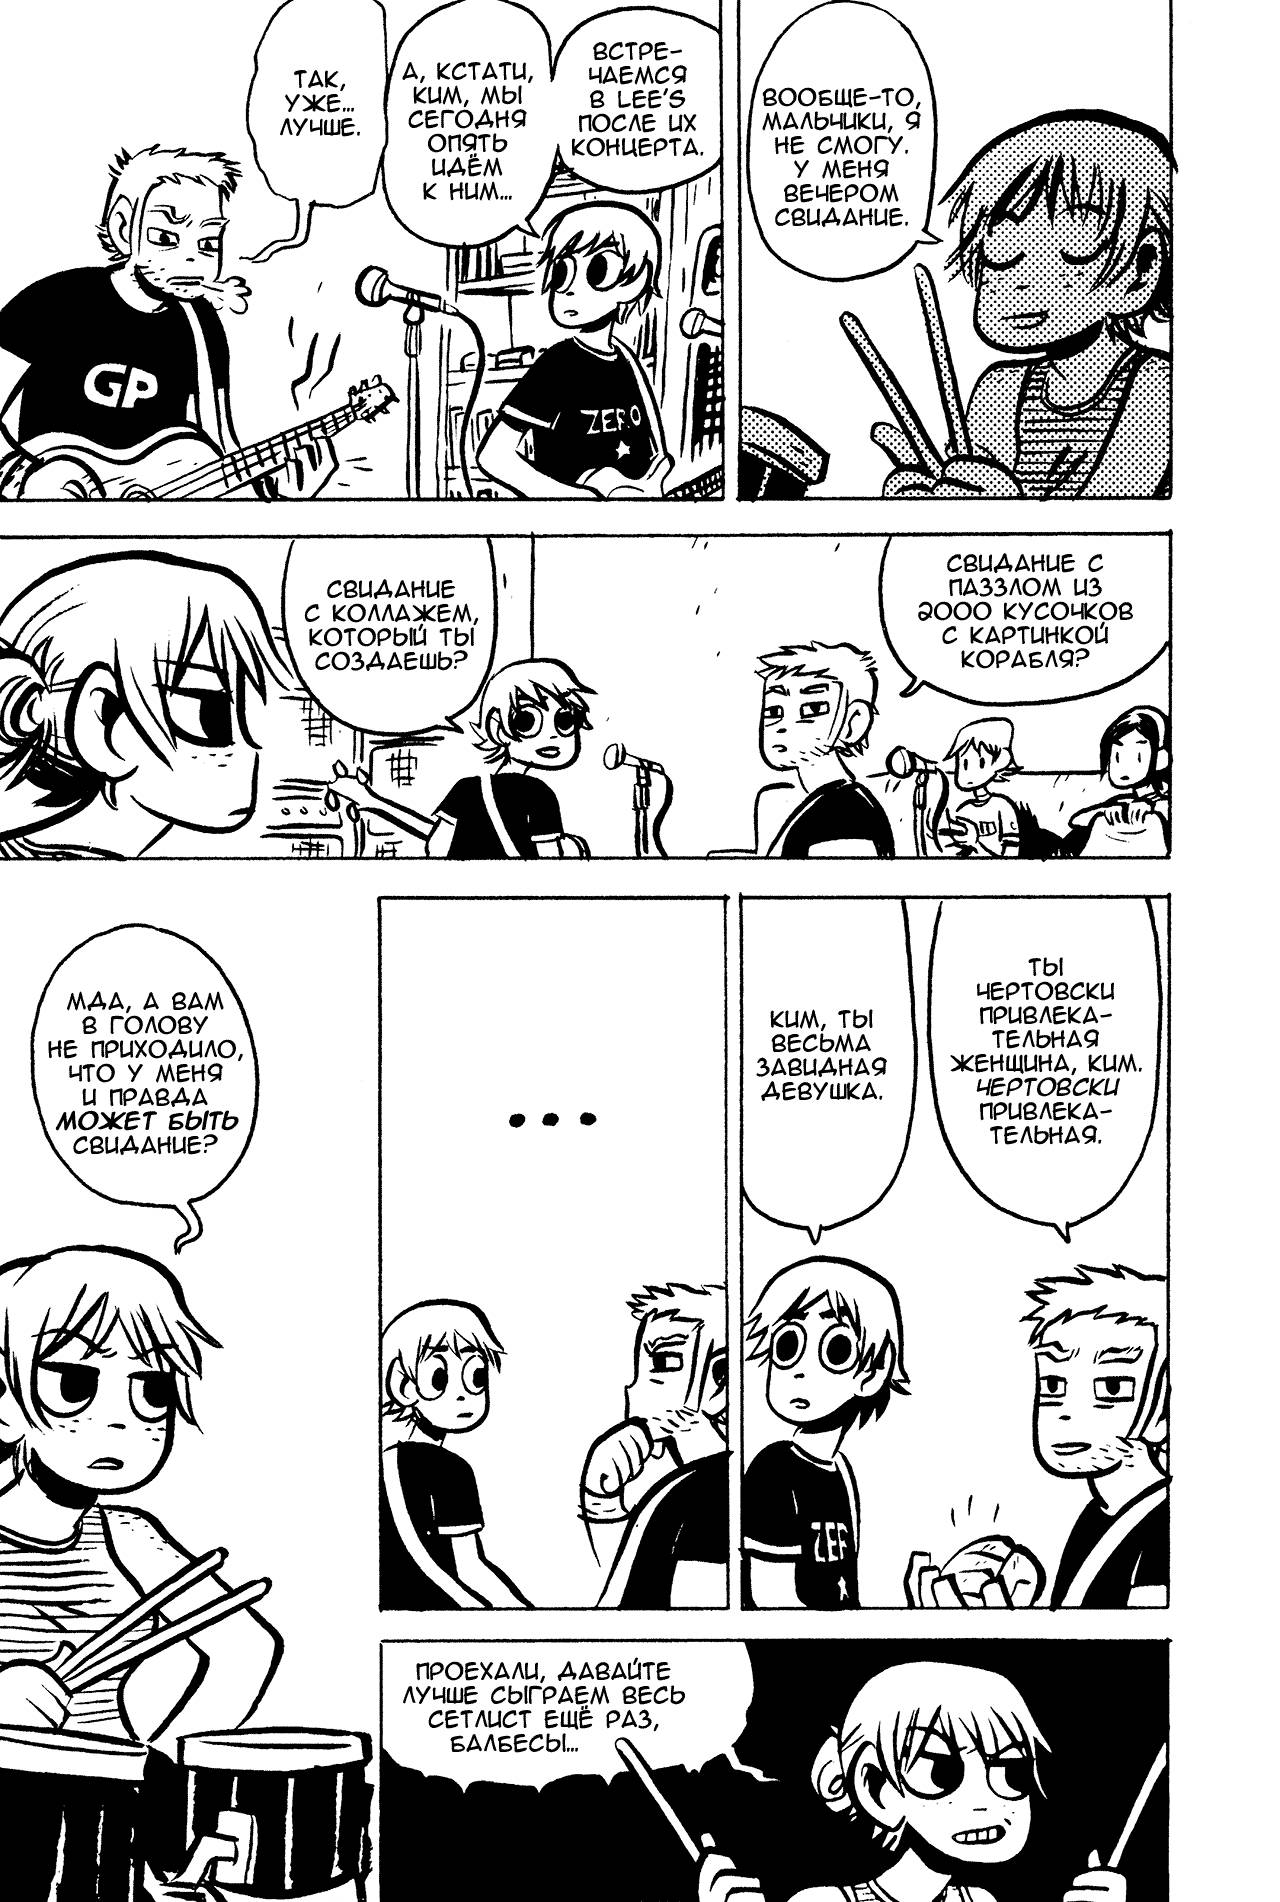 ТАК,
УЖЕ...
ЛУЧШЕ.
А, КСТАТИ,
КИМ, МЫ
СЕГОДНЯ
ОПЯТЬ
ИДЁМ
К НИМ...
ВСТРЕ-
ЧАЕМСЯ
В LEE'S
ПОСЛЕ ИХ
КОНЦЕРТА.
GP
ZERO
ВООБЩЕ-ТО,
МАЛЬЧИКИ, Я
НЕ СМОГУ.
У МЕНЯ
ВЕЧЕРОМ
СВИДАНИЕ.
СВИДАНИЕ
С КОЛЛАЖЕМ,
КОТОРЫЙ ТЫ
СОЗДАЕШЬ?
СВИДАНИЕ С
ПАЗЗЛОМ ИЗ
2000 КУСОЧКОВ
С КАРТИНКОЙ
КОРАБЛЯ?
МДА, А ВАМ
В ГОЛОВУ
НЕ ПРИХОДИЛО,
ЧТО У МЕНЯ
И ПРАВДА
МОЖЕТ БЫТЬ
СВИДАНИЕ?
...
КИМ, ТЫ
ВЕСЬМА
ЗАВИДНАЯ
ДЕВУШКА.
ТЫ
ЧЕРТОВСКИ
ПРИВЛЕКА-
ТЕЛЬНАЯ
ЖЕНЩИНА, КИМ.
ЧЕРТОВСКИ
ПРИВЛЕКА-
ТЕЛЬНАЯ.
ZER
ПРОЕХАЛИ, ДАВАЙТЕ
ЛУЧШЕ СЫГРАЕМ ВЕСЬ
СЕТЛИСТ ЕЩЁ РАЗ,
БАЛБЕСЫ...